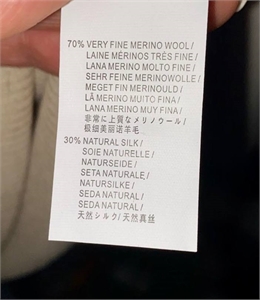 70% VERY FINE MERINO WOOL/
LAINE MÉRINOS TRÈS FINE/
LANA MERINO MOLTO FINE/
SEHR FEINE MERINOWOLLE/
MEGET FIN MERINOULD/
LÃ MERINO MUITO FINA/
LANA MERINO MUY FINA/
非常に上質なメリノウール/
极细美丽诺羊毛
30% NATURAL SILK/
SOIE NATURELLE/
NATURSEIDE/
SETA NATURALE/
NATURSILKE/
SEDA NATURAL/
SEDA NATURAL/
天然シルク/天然真丝